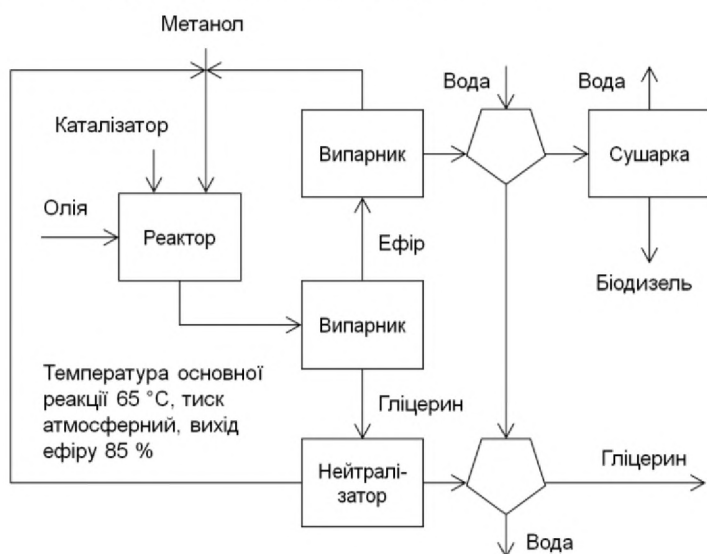 Метанол
Вода
Вода
Каталізатор
Випарник
Сушарка
Олія
Реактор
Ефір
Біодизель
Випарник
Температура основної
реакції 65 °С, тиск
атмосферний, вихід
ефіру 85 %
Гліцерин
Нейтралі-
затор
Гліцерин
Вода